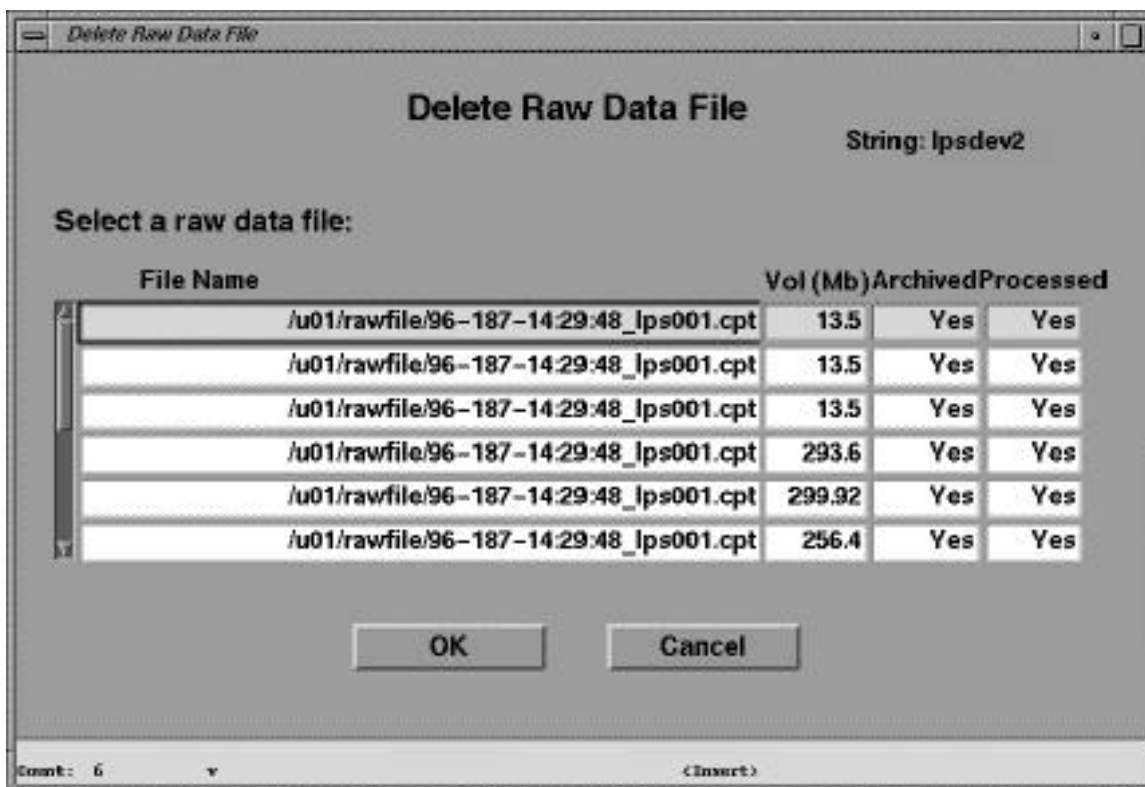 Delete Raw Data File
Delete Raw Data File
String: lpsdev2
Select a raw data file:
File Name Vol (Mb) Archived Processed
/u01/rawfile/96-187-14:29:48_lps001.cpt 13.5 Yes Yes
/u01/rawfile/96-187-14:29:48_lps001.cpt 13.5 Yes Yes
/u01/rawfile/96-187-14:29:48_lps001.cpt 13.5 Yes Yes
/u01/rawfile/96-187-14:29:48_lps001.cpt 293.6 Yes Yes
/u01/rawfile/96-187-14:29:48_lps001.cpt 299.92 Yes Yes
/u01/rawfile/96-187-14:29:48_lps001.cpt 256.4 Yes Yes
OK Cancel
Count: 6 v <Insert>